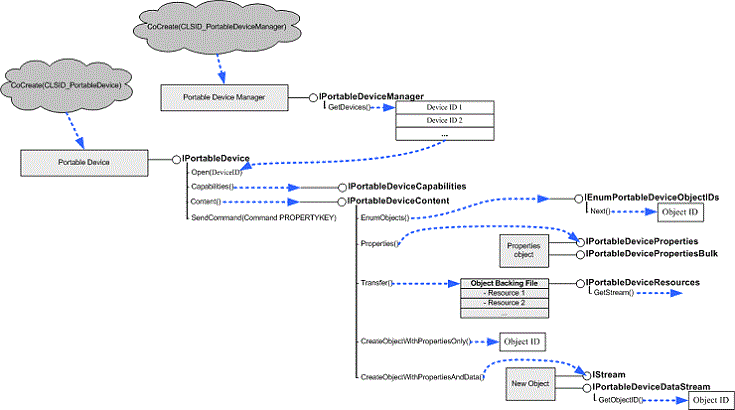 CoCreate(CLSID_PortableDeviceManager)
CoCreate(CLSID_PortableDevice)
Portable Device Manager
IPortableDeviceManager
GetDevices()
Device ID 1
Device ID 2
...
Portable Device
IPortableDevice
Open(DeviceID)
Capabilities()
IPortableDeviceCapabilities
Content()
IPortableDeviceContent
SendCommand(Command PROPERTYKEY)
EnumObjects()
IEnumPortableDeviceObjectIDs
Next()
Object ID
Properties()
Properties
object
IPortableDeviceProperties
IPortableDevicePropertiesBulk
Transfer()
Object Backing File
- Resource 1
- Resource 2
...
IPortableDeviceResources
GetStream()
CreateObjectWithPropertiesOnly()
Object ID
CreateObjectWithPropertiesAndData()
New Object
IStream
IPortableDeviceDataStream
GetObjectID()
Object ID